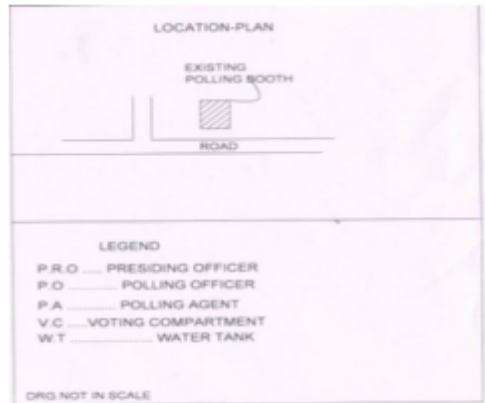 LOCATION-PLAN
EXISTING
POLLING BOOTH
ROAD
LEGEND
P.R.O ..... PRESIDING OFFICER
P.O .............. POLLING OFFICER
P.A .............. POLLING AGENT
V.C .....VOTING COMPARTMENT
W.T ....................... WATER TANK
DRG.NOT IN SCALE